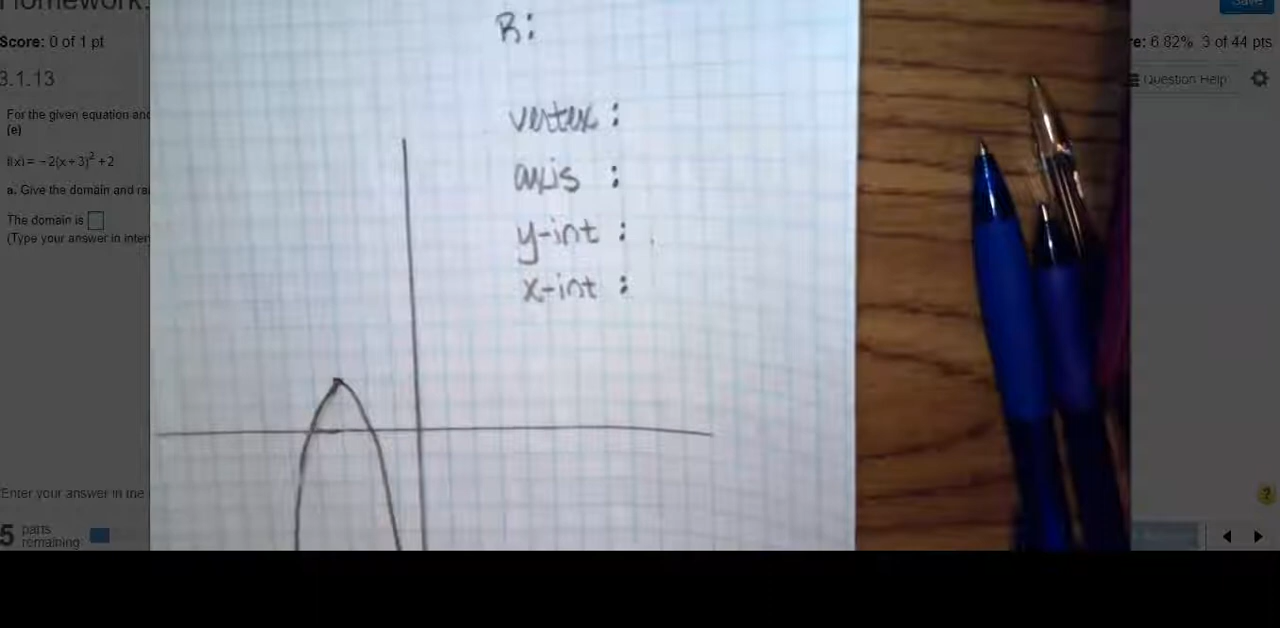 Homework:
Save
Score: 0 of 1 pt
re: 6.82% 3 of 44 pts
3.1.13
Question Help
For the given equation and
(e)
f(x) = −2(x+3)² +2
a. Give the domain and ra
The domain is
(Type your answer in inter
R:
vertex:
axis:
y-int:
x-int:
Enter your answer in the
5 parts
remaining
?